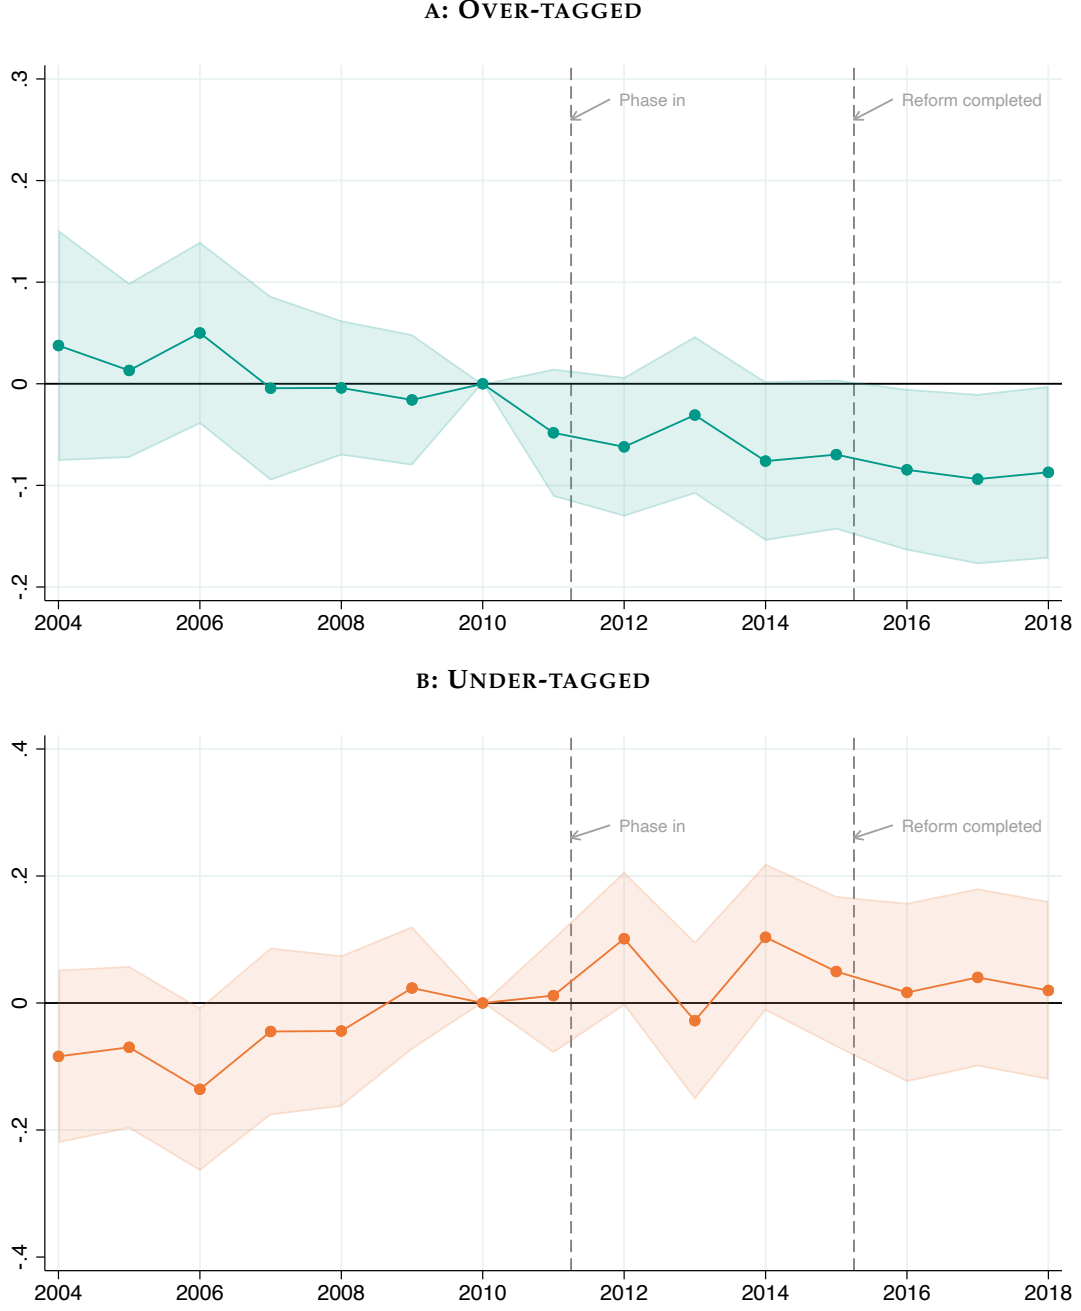 A: OVER-TAGGED
.3
.2
.1
0
-.1
-.2
Phase in
Reform completed
2004 2006 2008 2010 2012 2014 2016 2018
B: UNDER-TAGGED
.4
.2
0
-.2
-.4
Phase in
Reform completed
2004 2006 2008 2010 2012 2014 2016 2018